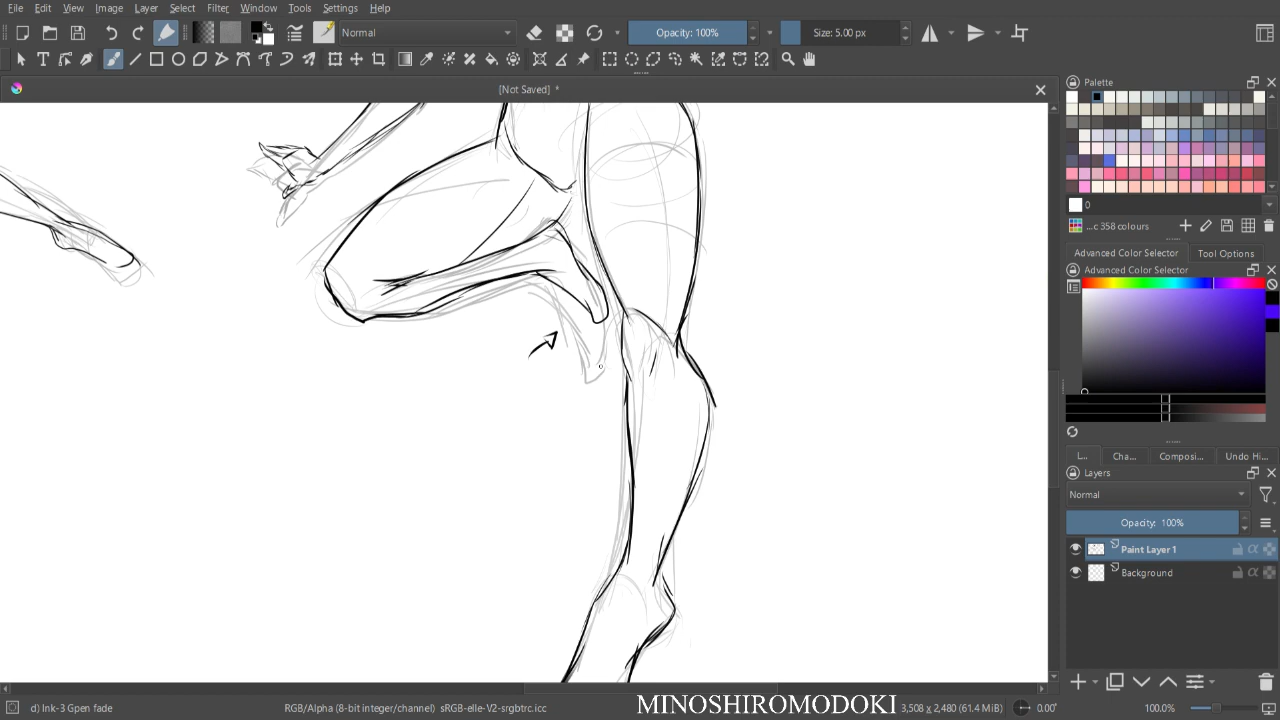 File Edit View Image Layer Select Filter Window Tools Settings Help
Normal Opacity: 100% Size: 5.00 px
[Not Saved] *
Palette
0
...c 358 colours
Advanced Color Selector Tool Options
Advanced Color Selector
L... Cha... Composi... Undo Hi...
Layers
Normal
Opacity: 100%
Paint Layer 1
Background
d) Ink-3 Gpen fade RGB/Alpha (8-bit integer/channel) sRGB-elle-V2-srgbtrc.icc MINOSHIROMODOKI 3,508 x 2,480 (61.4 MiB) 0.00° 100.0%